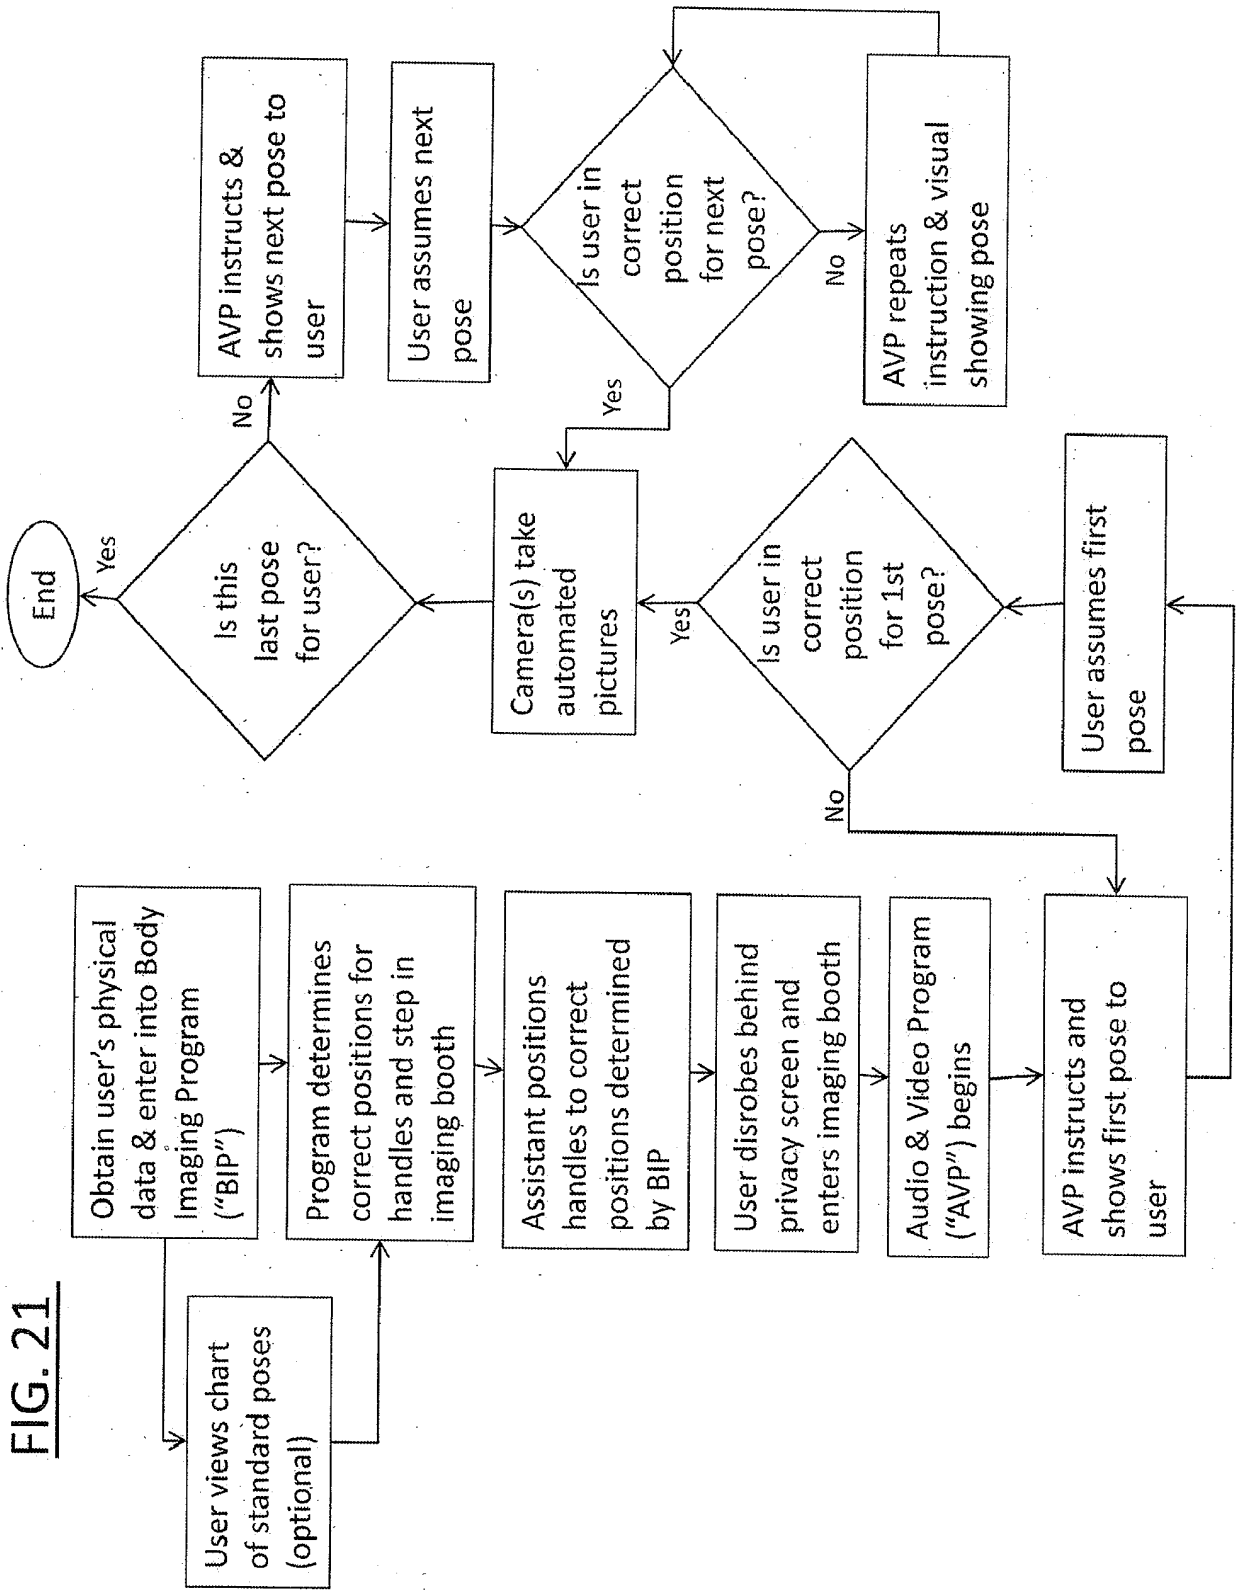 FIG. 21
Obtain user's physical
data & enter into Body
Imaging Program
("BIP")
User views chart
of standard poses
(optional)
Program determines
correct positions for
handles and step in
imaging booth
Assistant positions
handles to correct
positions determined
by BIP
User disrobes behind
privacy screen and
enters imaging booth
Audio & Video Program
("AVP") begins
AVP instructs and
shows first pose to
user
User assumes first
pose
Is user in
correct
position
for 1st
pose?
No
Yes
Camera(s) take
automated
pictures
Is this
last pose
for user?
Yes
End
No
AVP instructs &
shows next pose to
user
User assumes next
pose
Is user in
correct
position
for next
pose?
Yes
No
AVP repeats
instruction & visual
showing pose